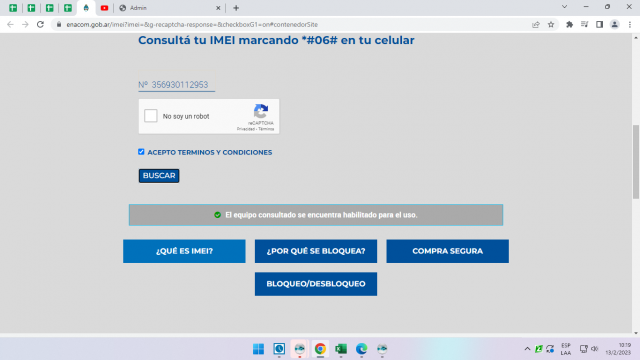 Admin
enacom.gob.ar/imei?imei=&g-recaptcha-response=&checkboxG1=on#contenedorSite
Consultá tu IMEI marcando *#06# en tu celular
Nº 356930112953
No soy un robot
reCAPTCHA
Privacidad - Términos
ACEPTO TERMINOS Y CONDICIONES
BUSCAR
El equipo consultado se encuentra habilitado para el uso.
¿QUÉ ES IMEI?
¿POR QUÉ SE BLOQUEA?
COMPRA SEGURA
BLOQUEO/DESBLOQUEO
ESP
LAA
10:19
13/2/2023